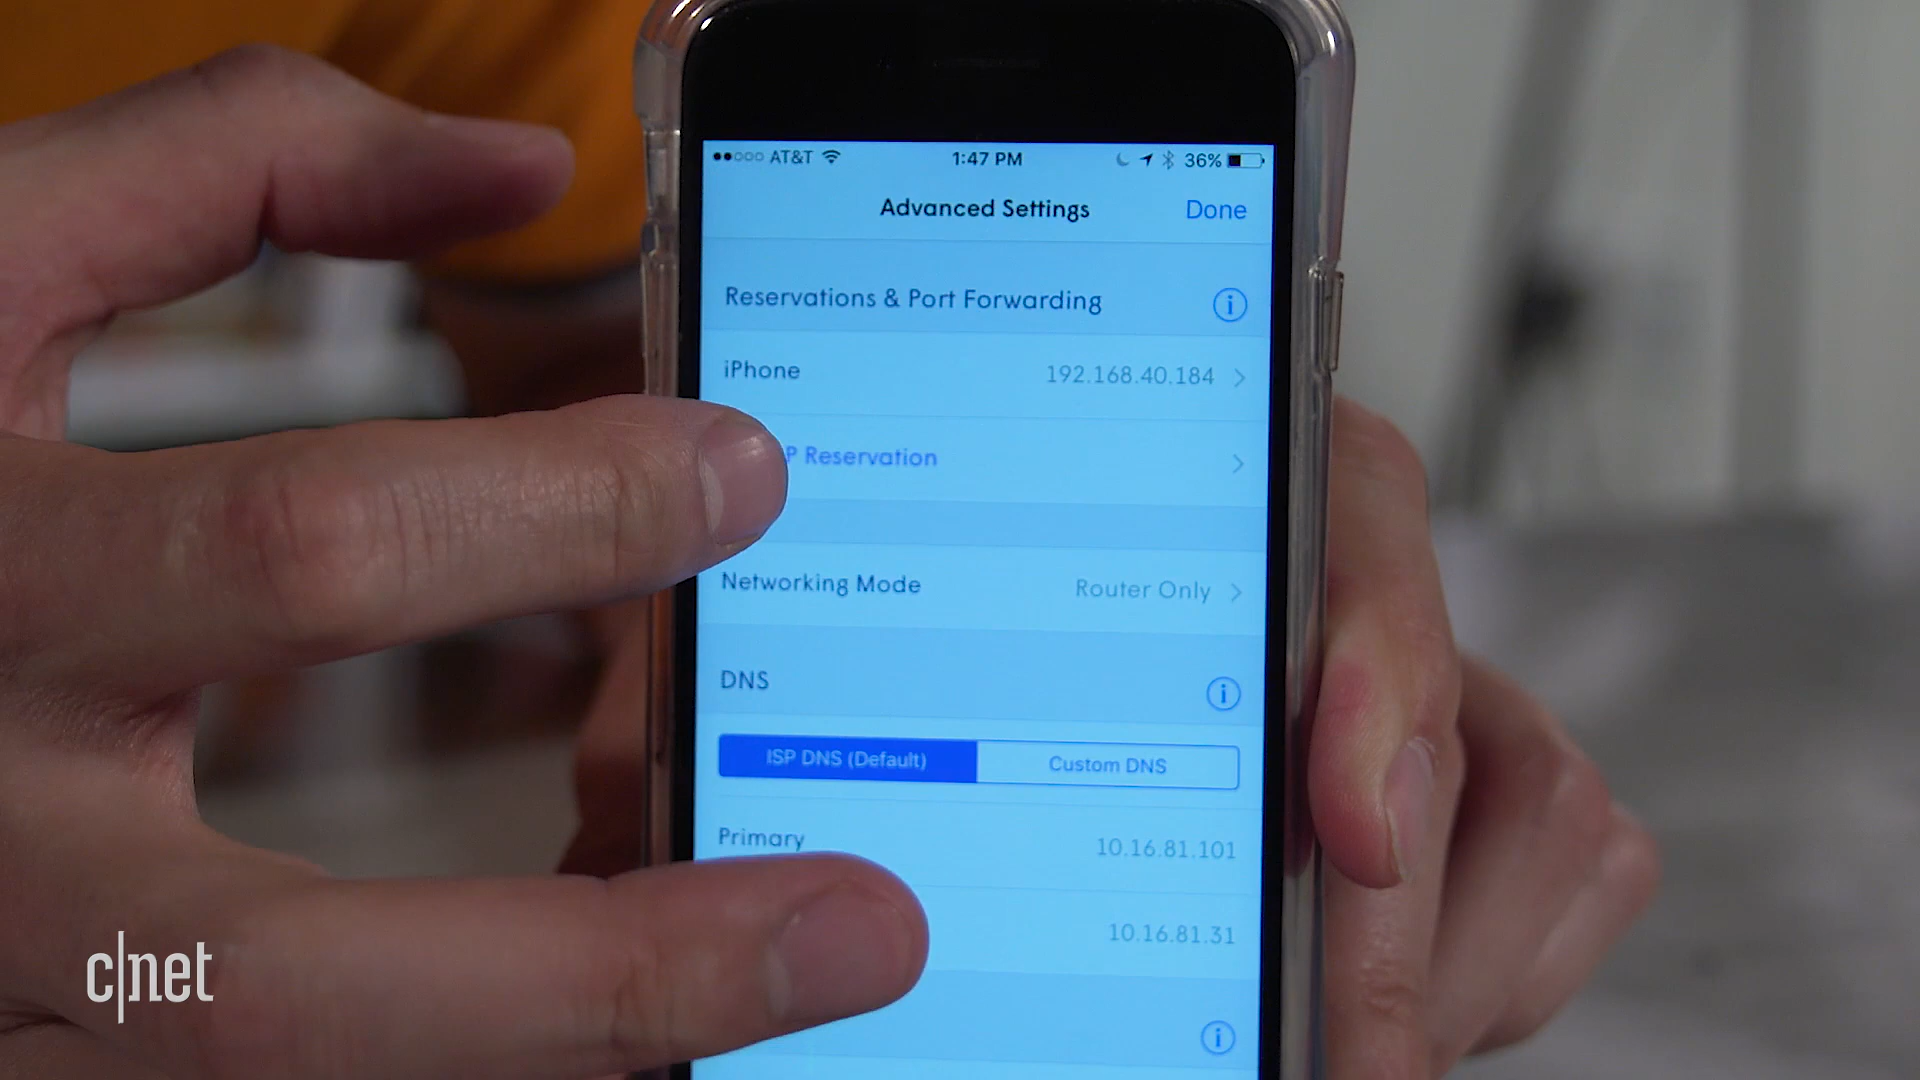 AT&T 1:47 PM 36%
Advanced Settings Done
Reservations & Port Forwarding
iPhone 192.168.40.184
P Reservation
Networking Mode Router Only
DNS
ISP DNS (Default) Custom DNS
Primary 10.16.81.101
10.16.81.31
c|net